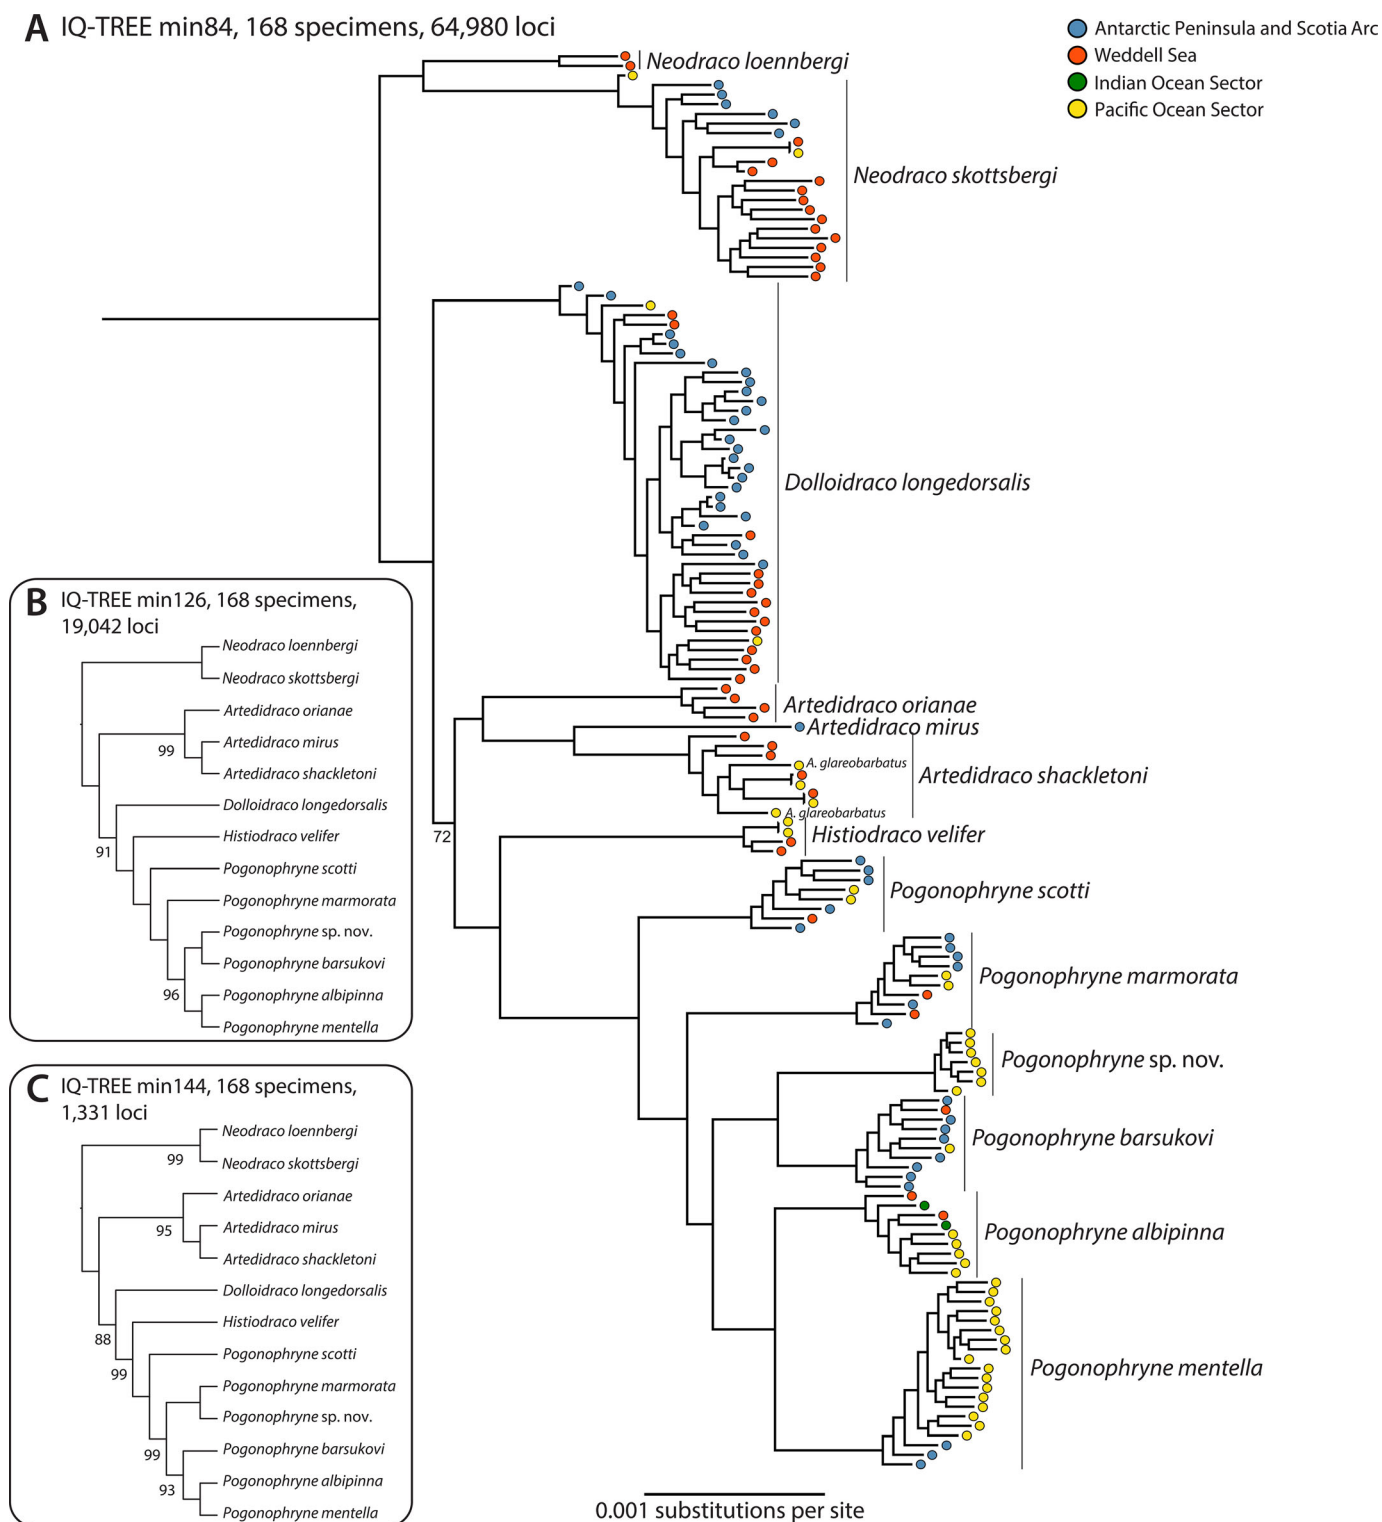 A IQ-TREE min84, 168 specimens, 64,980 loci
Antarctic Peninsula and Scotia Arc
Weddell Sea
Indian Ocean Sector
Pacific Ocean Sector
Neodraco loennbergi
Neodraco skottsbergi
Dolloidraco longedorsalis
Artedidraco orianae
Artedidraco mirus
A. glareobarbatus
Artedidraco shackletoni
A. glareobarbatus
72
Histiodraco velifer
Pogonophryne scotti
Pogonophryne marmorata
Pogonophryne sp. nov.
Pogonophryne barsukovi
Pogonophryne albipinna
Pogonophryne mentella
0.001 substitutions per site
B IQ-TREE min126, 168 specimens,
19,042 loci
Neodraco loennbergi
Neodraco skottsbergi
Artedidraco orianae
99
Artedidraco mirus
Artedidraco shackletoni
Dolloidraco longedorsalis
Histiodraco velifer
91
Pogonophryne scotti
Pogonophryne marmorata
Pogonophryne sp. nov.
Pogonophryne barsukovi
96
Pogonophryne albipinna
Pogonophryne mentella
C IQ-TREE min144, 168 specimens,
1,331 loci
Neodraco loennbergi
99
Neodraco skottsbergi
Artedidraco orianae
95
Artedidraco mirus
Artedidraco shackletoni
Dolloidraco longedorsalis
Histiodraco velifer
88
Pogonophryne scotti
99
Pogonophryne marmorata
Pogonophryne sp. nov.
Pogonophryne barsukovi
99
Pogonophryne albipinna
93
Pogonophryne mentella